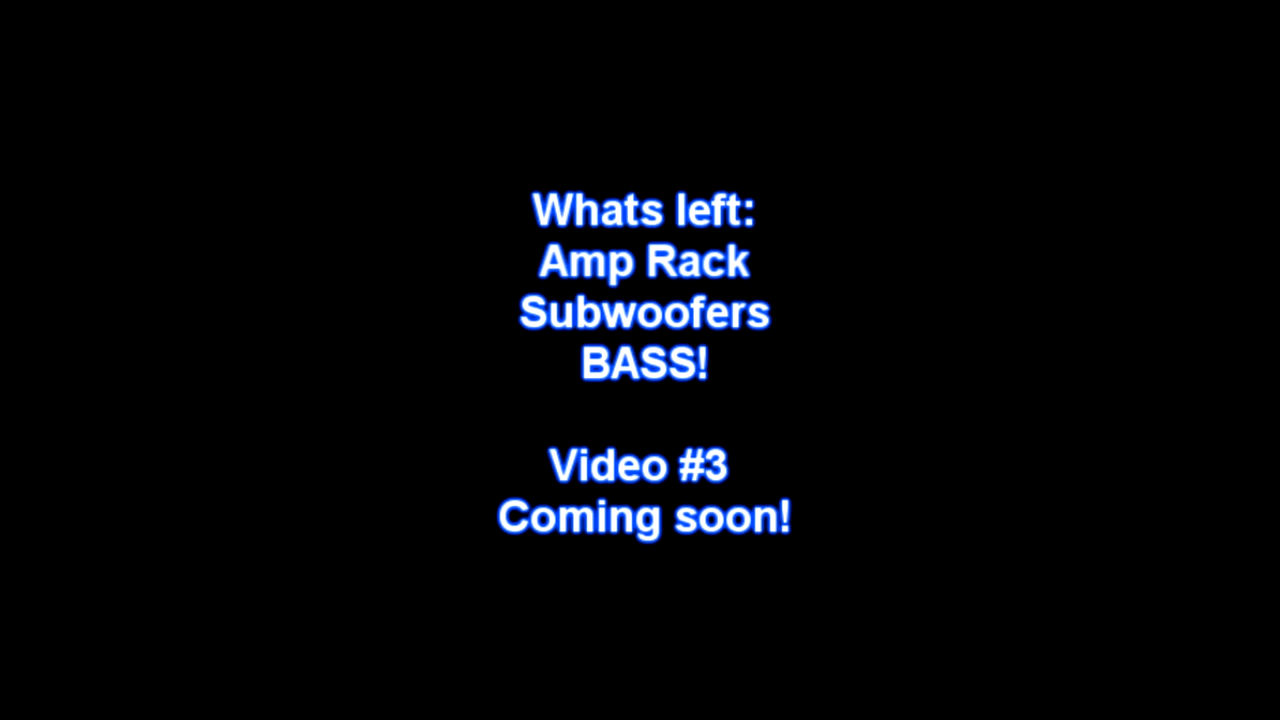 Whats left:
Amp Rack
Subwoofers
BASS!
Video #3
Coming soon!